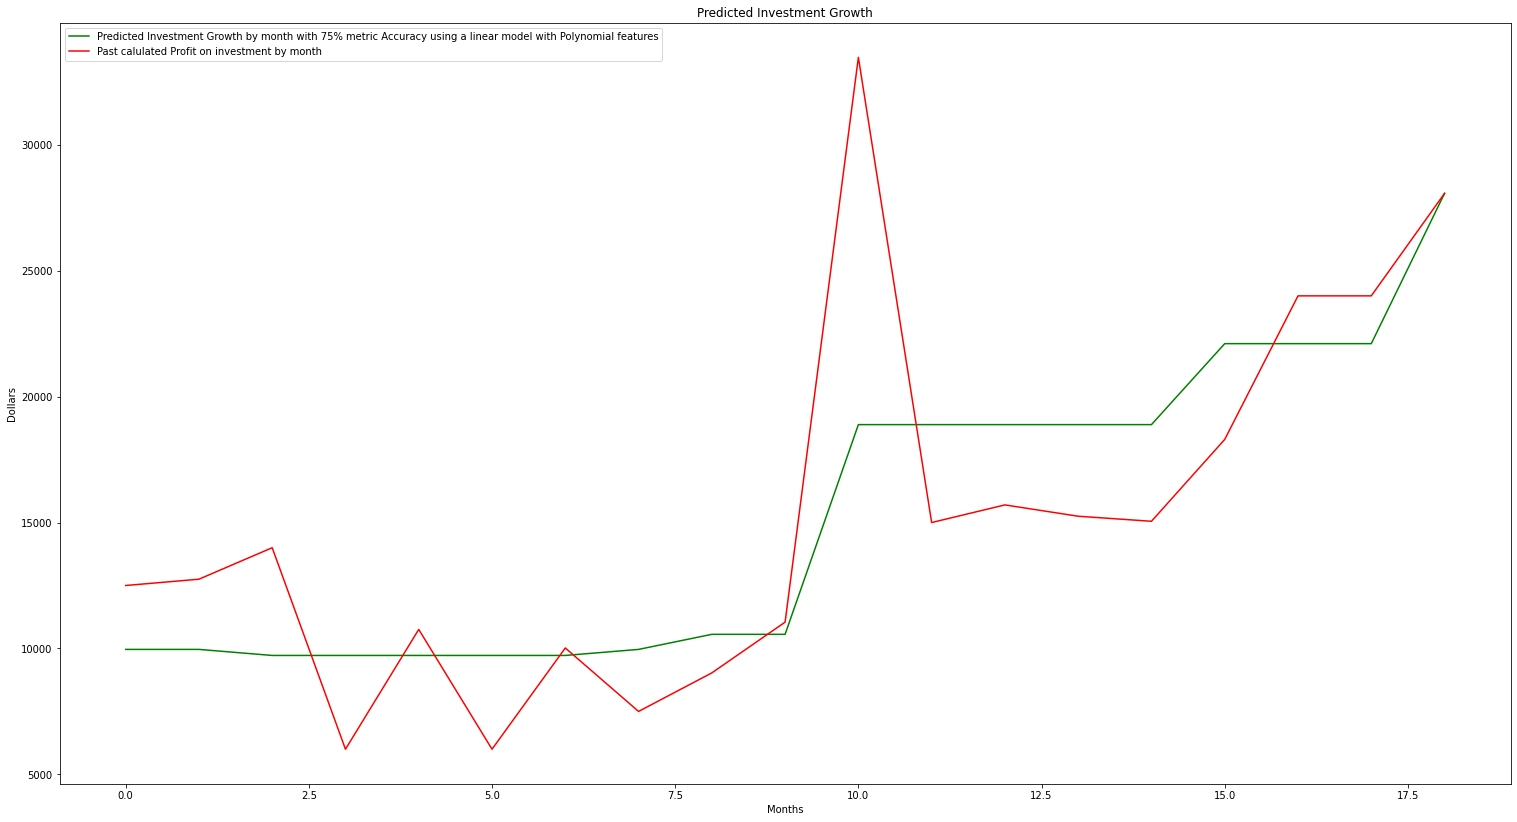 Predicted Investment Growth
Predicted Investment Growth by month with 75% metric Accuracy using a linear model with Polynomial features
Past calulated Profit on investment by month
30000
25000
20000
15000
10000
5000
Dollars
0.0 2.5 5.0 7.5 10.0 12.5 15.0 17.5
Months